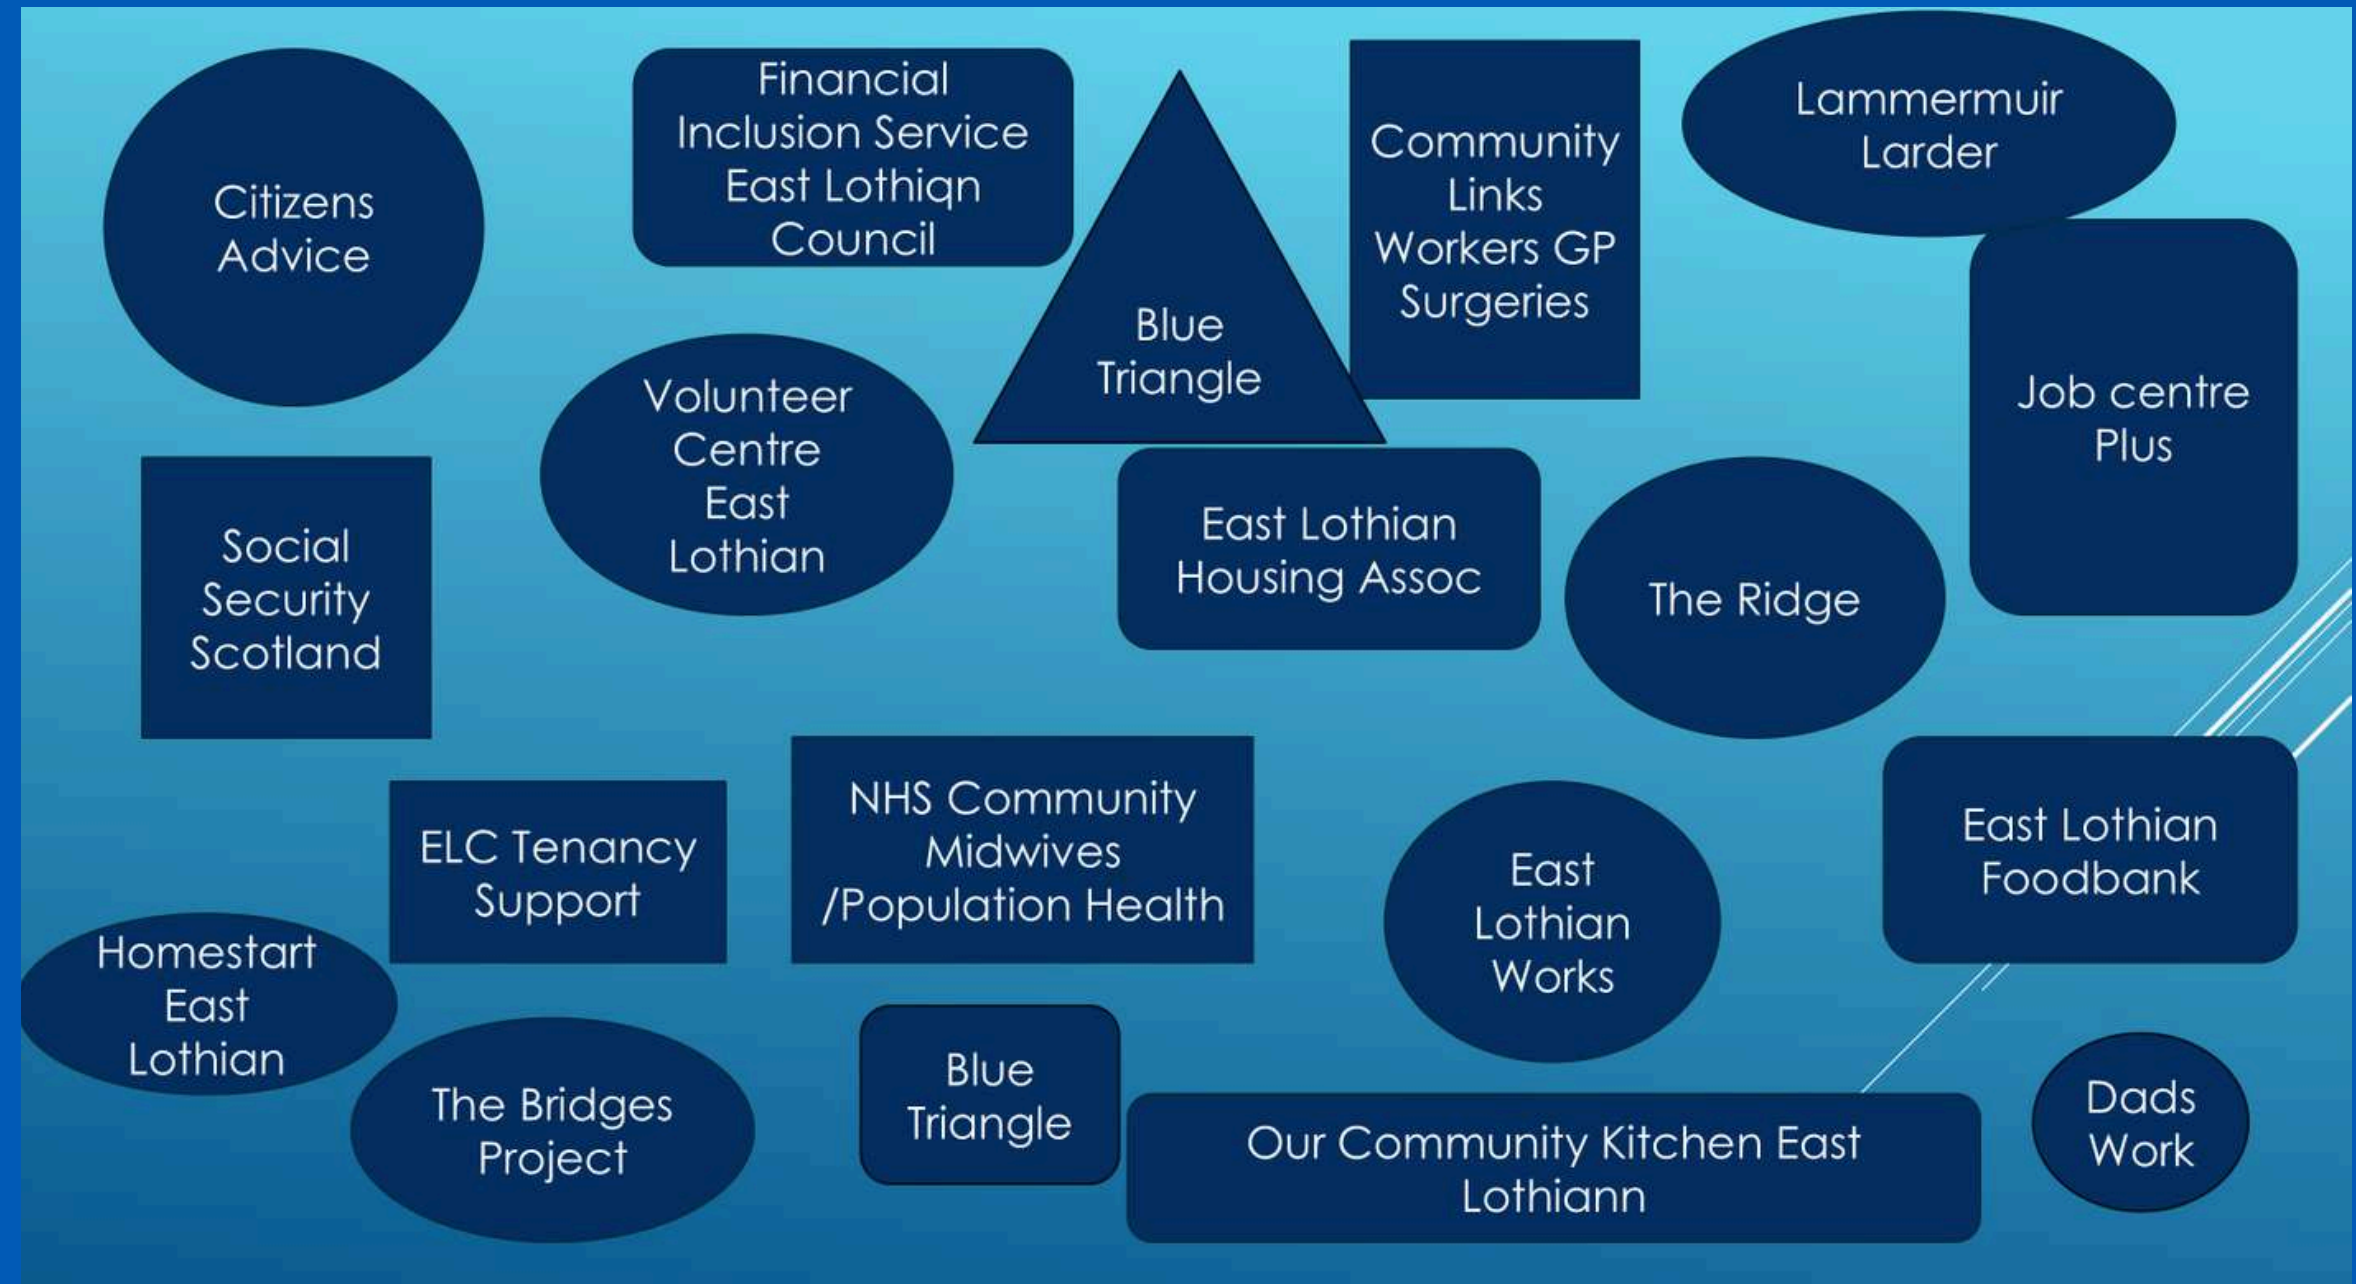 Citizens
Advice
Financial
Inclusion Service
East Lothiqn
Council
Blue
Triangle
Community
Links
Workers GP
Surgeries
Lammermuir
Larder
Job centre
Plus
Volunteer
Centre
East
Lothian
Social
Security
Scotland
East Lothian
Housing Assoc
The Ridge
ELC Tenancy
Support
NHS Community
Midwives
/Population Health
East
Lothian
Works
East Lothian
Foodbank
Homestart
East
Lothian
The Bridges
Project
Blue
Triangle
Our Community Kitchen East
Lothiann
Dads
Work